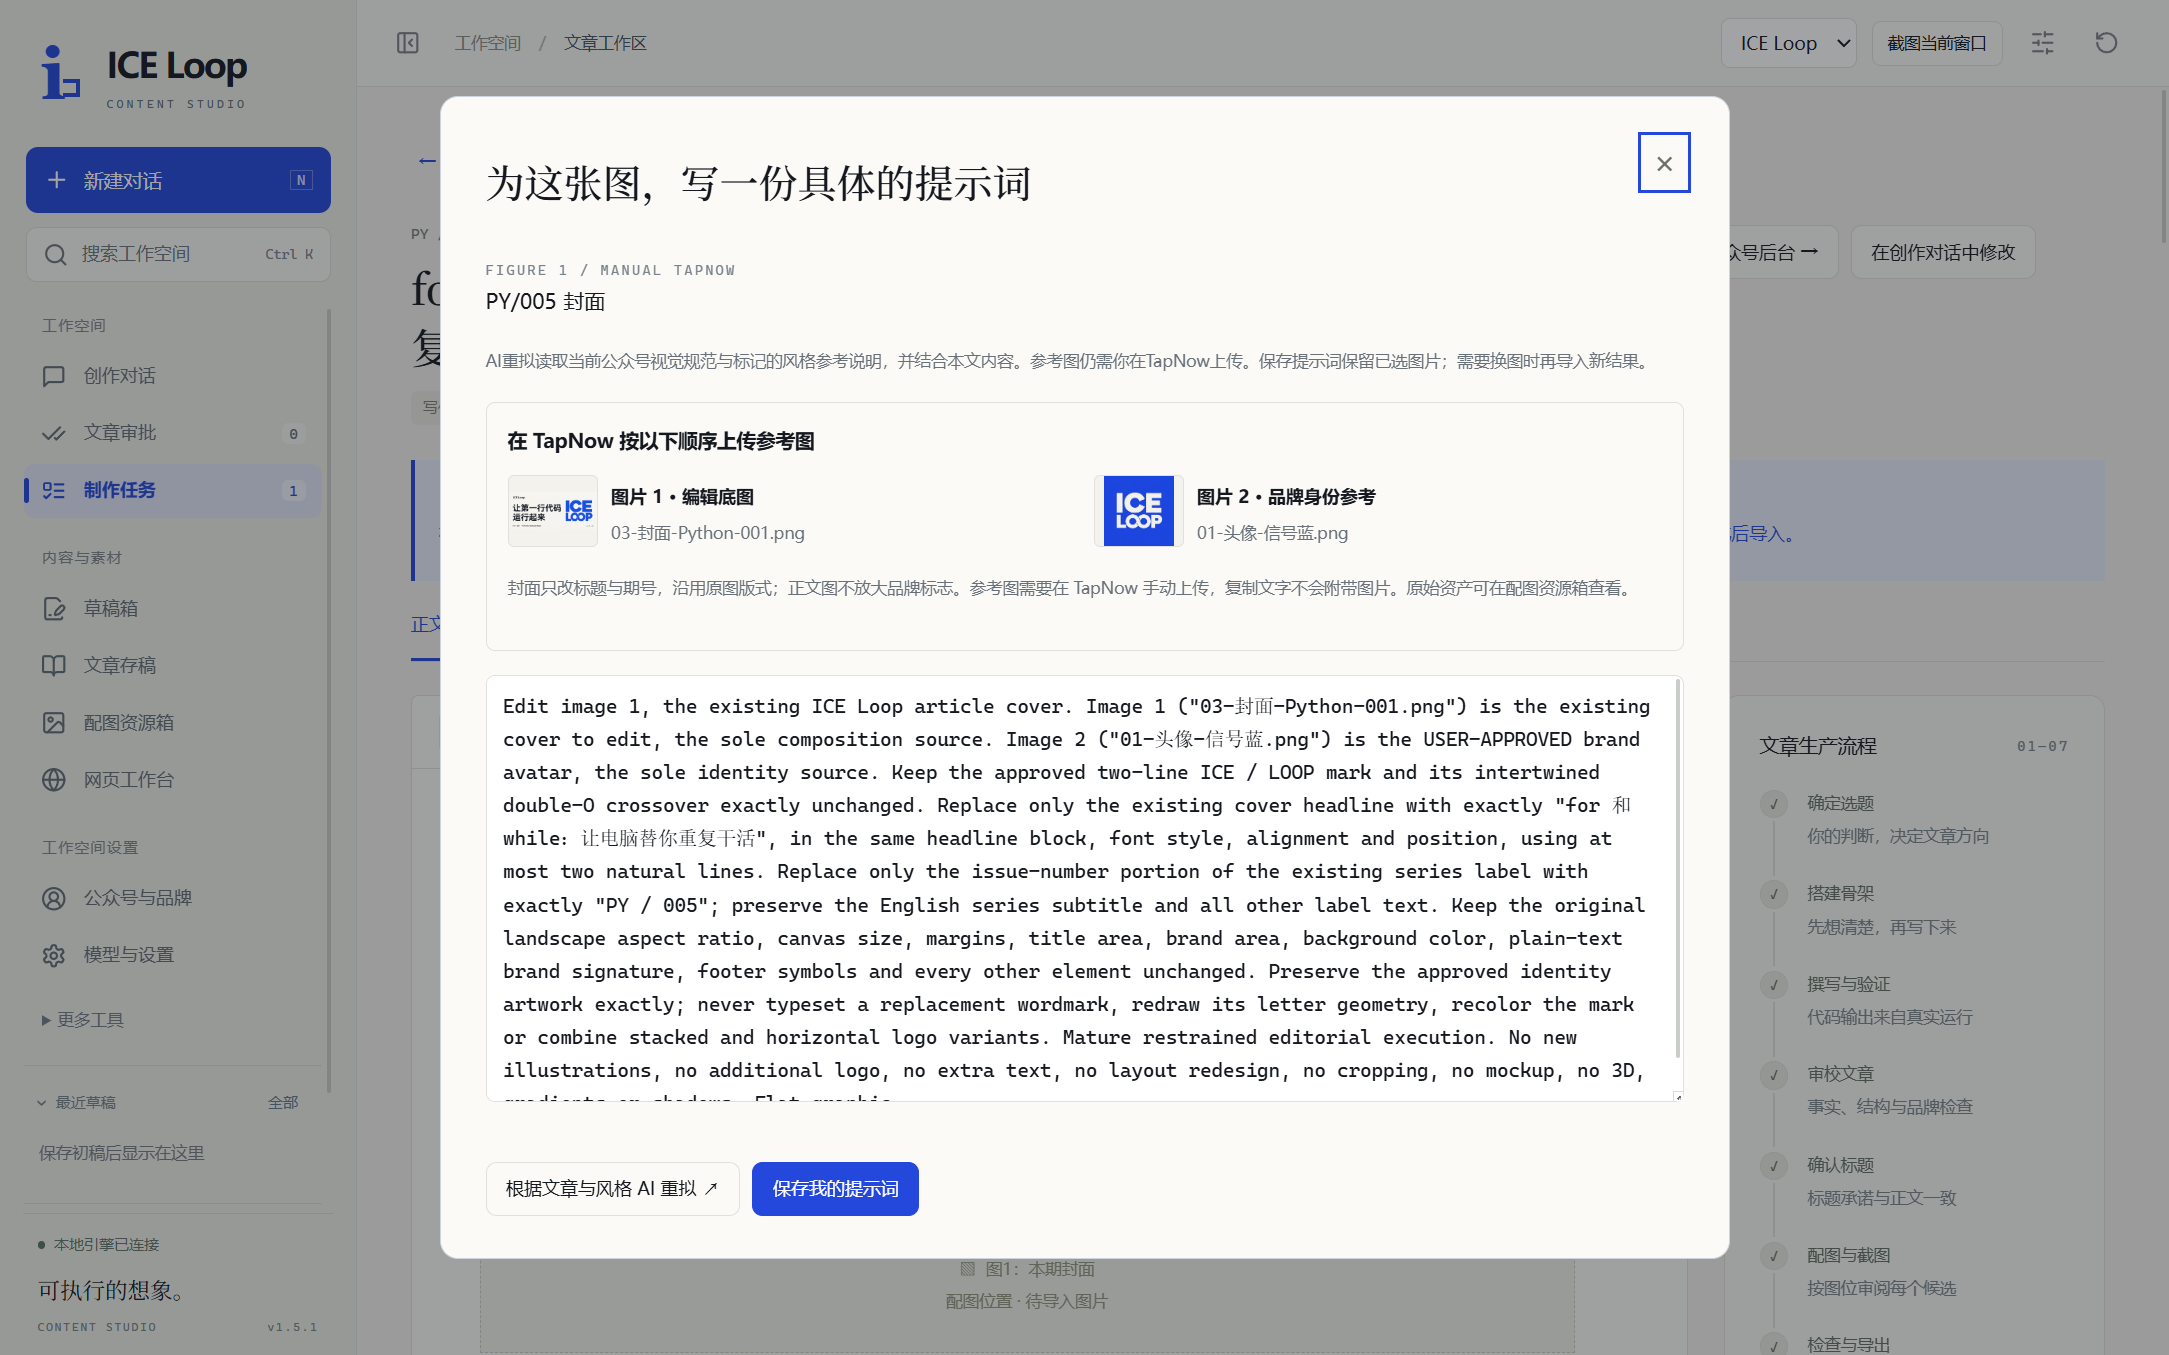 ICE Loop
CONTENT STUDIO
新建对话 N
搜索工作空间 Ctrl K
工作空间
创作对话
文章审批 0
制作任务 1
内容与素材
草稿箱
文章存稿
配图资源箱
网页工作台
工作空间设置
公众号与品牌
模型与设置
更多工具
最近草稿 全部
保存初稿后显示在这里
本地引擎已连接
可执行的想象。
CONTENT STUDIO v1.5.1
工作空间 / 文章工作区
ICE Loop 截图当前窗口
←
PY
众号后台 → 在创作对话中修改
后导入。
正文
为这张图，写一份具体的提示词
×
FIGURE 1 / MANUAL TAPNOW
PY/005 封面
AI重拟读取当前公众号视觉规范与标记的风格参考说明，并结合本文内容。参考图仍需你在TapNow上传。保存提示词保留已选图片；需要换图时再导入新结果。
在 TapNow 按以下顺序上传参考图
让第一行代码
运行起来
ICE
LOOP
图片 1 • 编辑底图
03-封面-Python-001.png
ICE
LOOP
图片 2 • 品牌身份参考
01-头像-信号蓝.png
封面只改标题与期号，沿用原图版式；正文图不放大品牌标志。参考图需要在 TapNow 手动上传，复制文字不会附带图片。原始资产可在配图资源箱查看。
Edit image 1, the existing ICE Loop article cover. Image 1 ("03-封面-Python-001.png") is the existing
cover to edit, the sole composition source. Image 2 ("01-头像-信号蓝.png") is the USER-APPROVED brand
avatar, the sole identity source. Keep the approved two-line ICE / LOOP mark and its intertwined
double-O crossover exactly unchanged. Replace only the existing cover headline with exactly "for 和
while：让电脑替你重复干活", in the same headline block, font style, alignment and position, using at
most two natural lines. Replace only the issue-number portion of the existing series label with
exactly "PY / 005"; preserve the English series subtitle and all other label text. Keep the original
landscape aspect ratio, canvas size, margins, title area, brand area, background color, plain-text
brand signature, footer symbols and every other element unchanged. Preserve the approved identity
artwork exactly; never typeset a replacement wordmark, redraw its letter geometry, recolor the mark
or combine stacked and horizontal logo variants. Mature restrained editorial execution. No new
illustrations, no additional logo, no extra text, no layout redesign, no cropping, no mockup, no 3D,
gradients or shadows. Flat graphic
根据文章与风格 AI 重拟 ↗ 保存我的提示词
图1：本期封面
配图位置 · 待导入图片
文章生产流程 01-07
确定选题
你的判断，决定文章方向
搭建骨架
先想清楚，再写下来
撰写与验证
代码输出来自真实运行
审校文章
事实、结构与品牌检查
确认标题
标题承诺与正文一致
配图与截图
按图位审阅每个候选
检查与导出